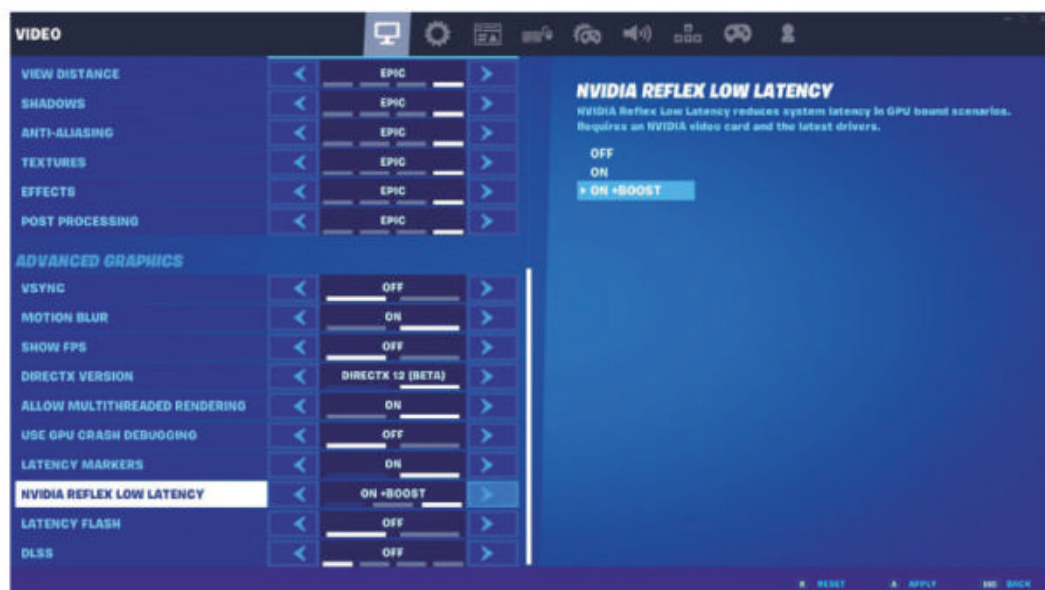 VIDEO
VIEW DISTANCE EPIC
SHADOWS EPIC
ANTI-ALIASING EPIC
TEXTURES EPIC
EFFECTS EPIC
POST PROCESSING EPIC
ADVANCED GRAPHICS
VSYNC OFF
MOTION BLUR ON
SHOW FPS OFF
DIRECTX VERSION DIRECTX 12 (BETA)
ALLOW MULTITHREADED RENDERING ON
USE GPU CRASH DEBUGGING OFF
LATENCY MARKERS ON
NVIDIA REFLEX LOW LATENCY ON +BOOST
LATENCY FLASH OFF
DLSS OFF
NVIDIA REFLEX LOW LATENCY
NVIDIA Reflex Low Latency reduces system latency in GPU bound scenarios.
Requires an NVIDIA video card and the latest drivers.
OFF
ON
ON +BOOST
RESET A APPLY ESC BACK